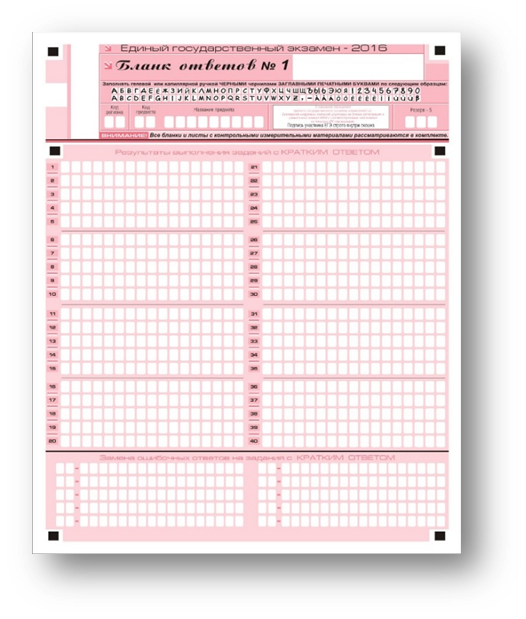 Единый государственный экзамен - 2016
Бланк ответов № 1
Заполнять гелевой или капиллярной ручкой ЧЕРНЫМИ чернилами ЗАГЛАВНЫМИ ПЕЧАТНЫМИ БУКВАМИ по следующим образцам:
А Б В Г Д Е Ё Ж З И Й К Л М Н О П Р С Т У Ф Х Ц Ч Ш Щ Ъ Ы Ь Э Ю Я 1 2 3 4 5 6 7 8 9 0
A B C D E F G H I J K L M N O P Q R S T U V W X Y Z , -
Код региона
Код предмета
Название предмета
Резерв - 5
Подпись участника ЕГЭ строго внутри окошка
ВНИМАНИЕ! Все бланки и листы с контрольными измерительными материалами рассматриваются в комплекте.
Результаты выполнения заданий с КРАТКИМ ОТВЕТОМ
1 21
2 22
3 23
4 24
5 25
6 26
7 27
8 28
9 29
10 30
11 31
12 32
13 33
14 34
15 35
16 36
17 37
18 38
19 39
20 40
Замена ошибочных ответов на задания с КРАТКИМ ОТВЕТОМ